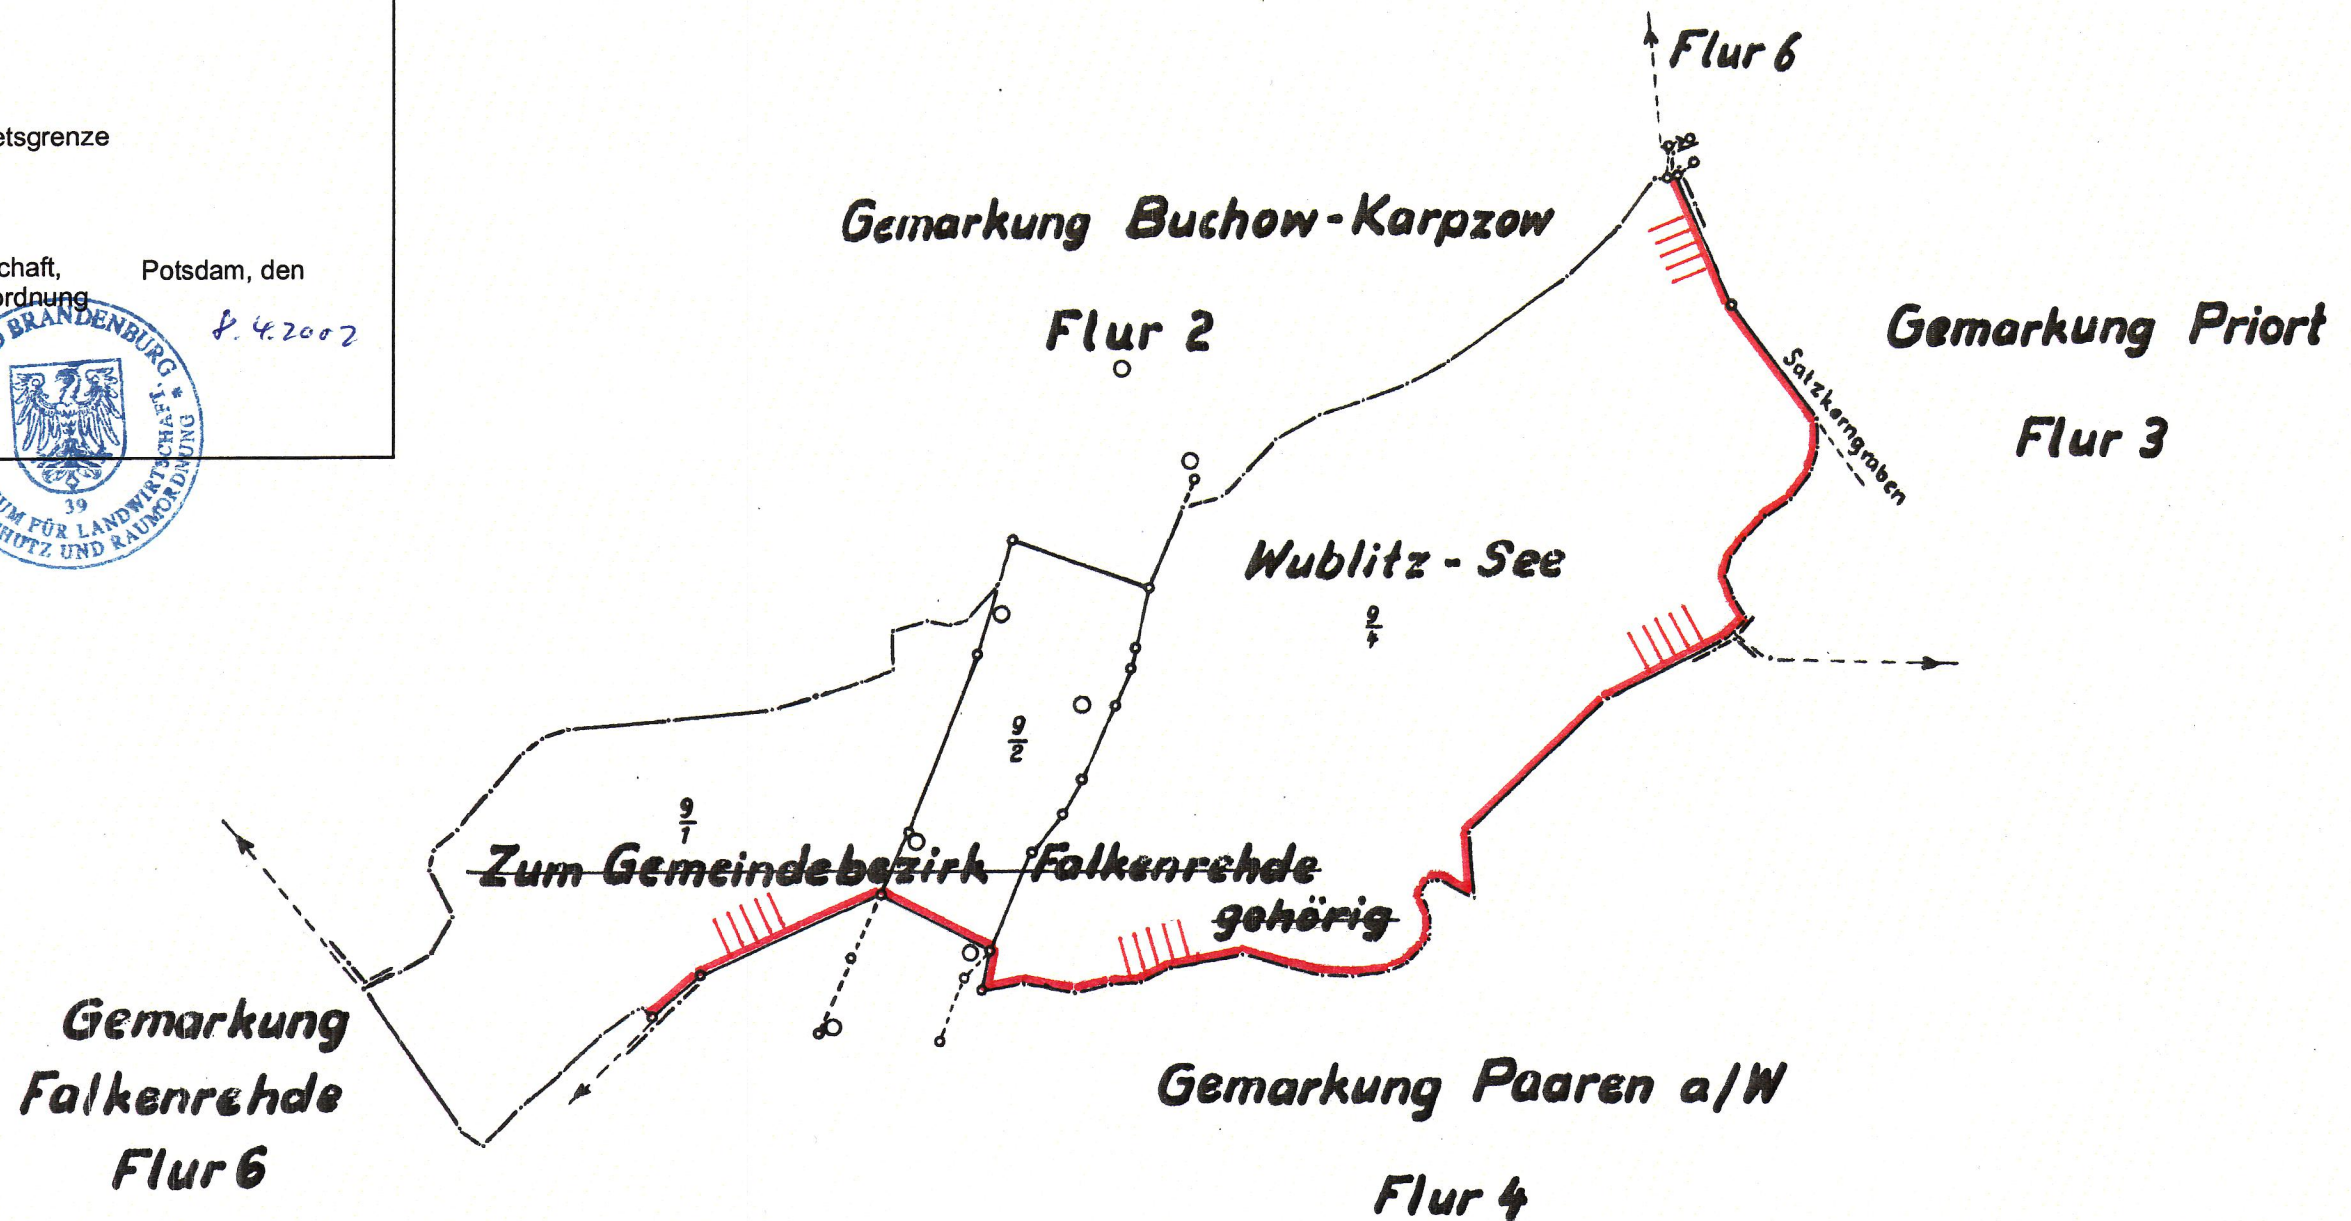 etsgrenze
chaft,
ordnung
Potsdam, den
8.4.2002
BRANDENBURG *
UM FÜR LANDWIRTSCHAFT,
HUTZ UND RAUMORDNUNG
39
Flur 6
Gemarkung Buchow-Karpzow
Flur 2
Gemarkung Priort
Flur 3
Satzkorngraben
Wublitz - See
9/4
9/2
9/1
Zum Gemeindebezirk Falkenrehde
gehörig
Gemarkung
Falkenrehde
Flur 6
Gemarkung Paaren a/W
Flur 4